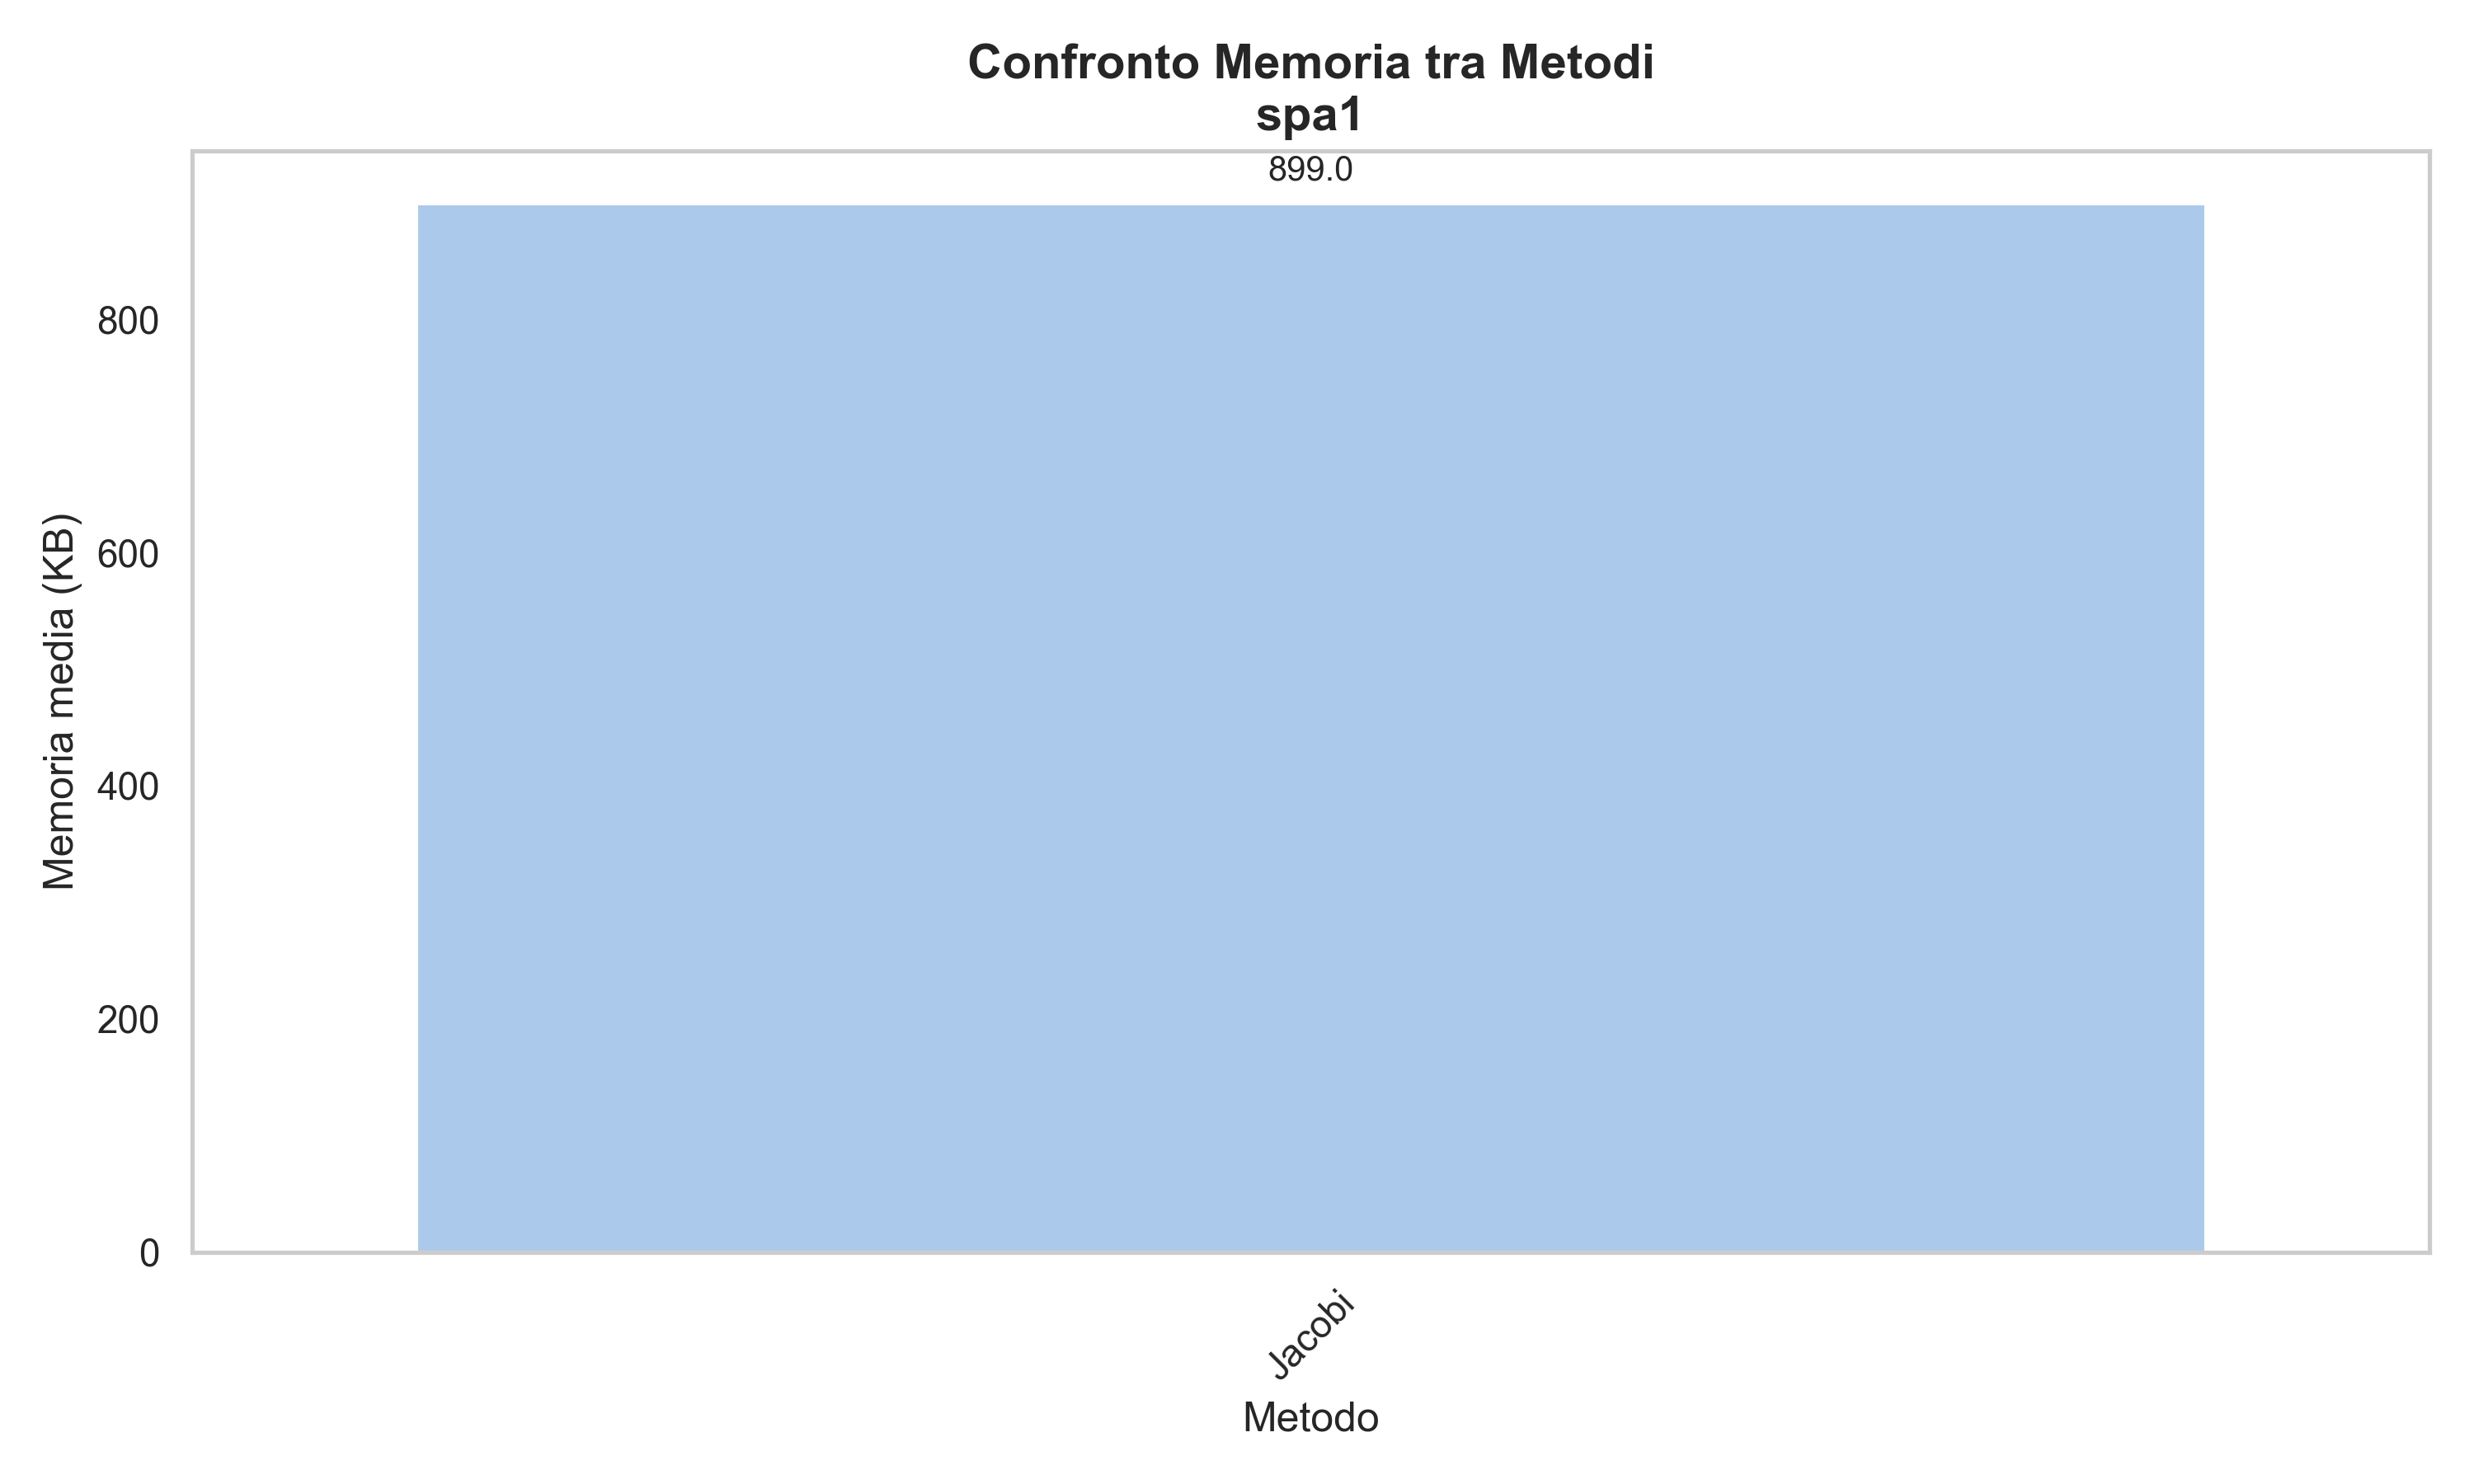 Confronto Memoria tra Metodi
spa1
899.0
800
600
400
200
0
Memoria media (KB)
Jacobi
Metodo